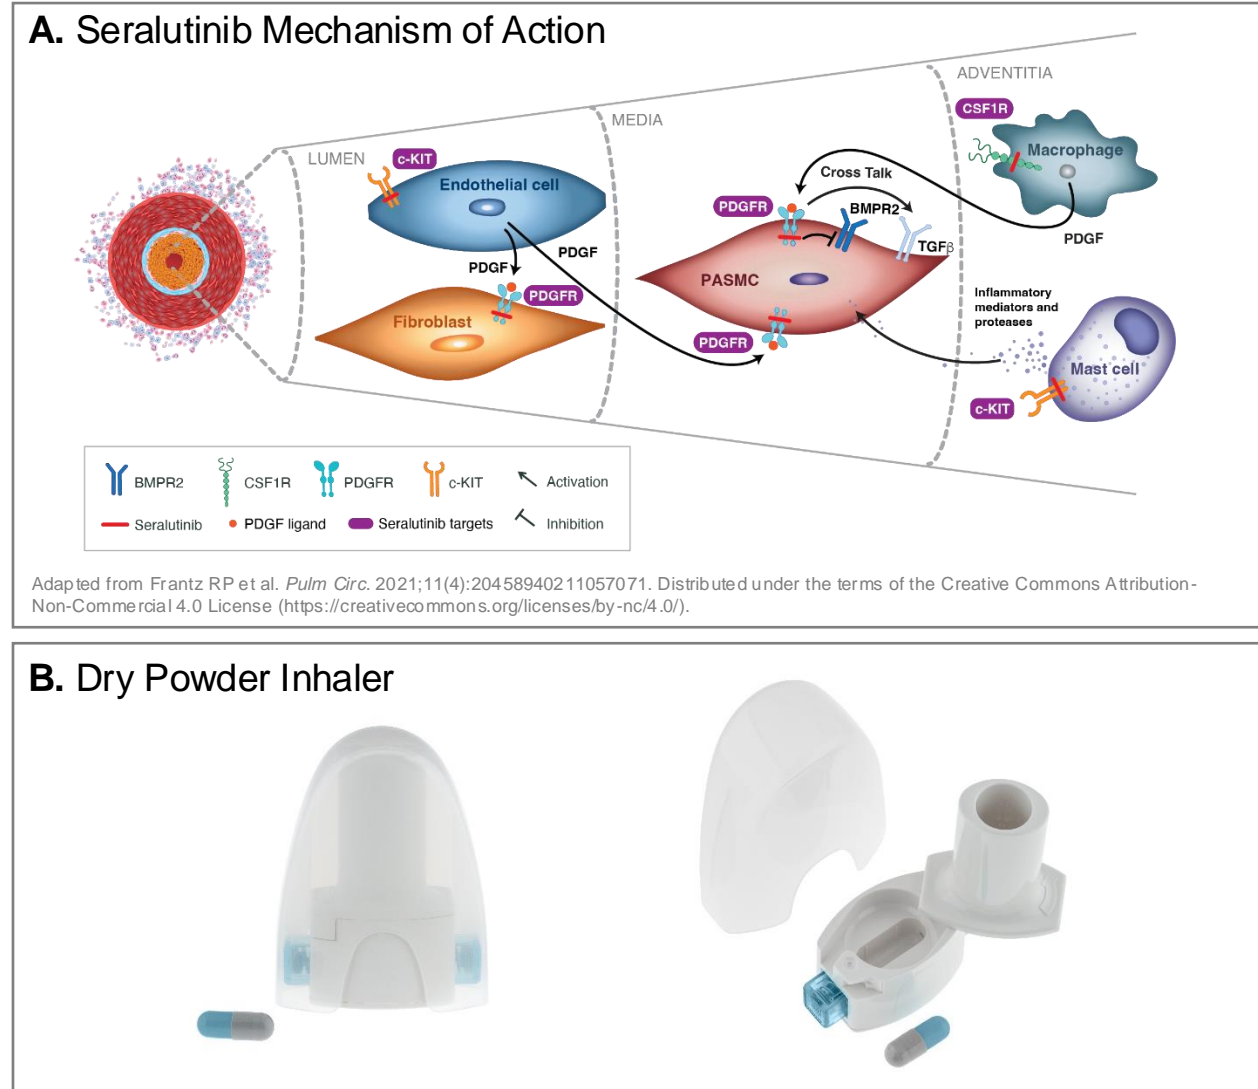 A. Seralutinib Mechanism of Action
LUMEN
MEDIA
ADVENTITIA
c-KIT
Endothelial cell
PDGF
PDGF
PDGFR
Fibroblast
PDGFR
Cross Talk
BMPR2
TGFβ
PASMC
PDGFR
CSF1R
Macrophage
PDGF
Inflammatory
mediators and
proteases
Mast cell
c-KIT
BMPR2
CSF1R
PDGFR
c-KIT
Activation
Seralutinib
PDGF ligand
Seralutinib targets
Inhibition
Adapted from Frantz RP et al. Pulm Circ. 2021;11(4):20458940211057071. Distributed under the terms of the Creative Commons Attribution-
Non-Commercial 4.0 License (https://creativecommons.org/licenses/by-nc/4.0/).
B. Dry Powder Inhaler